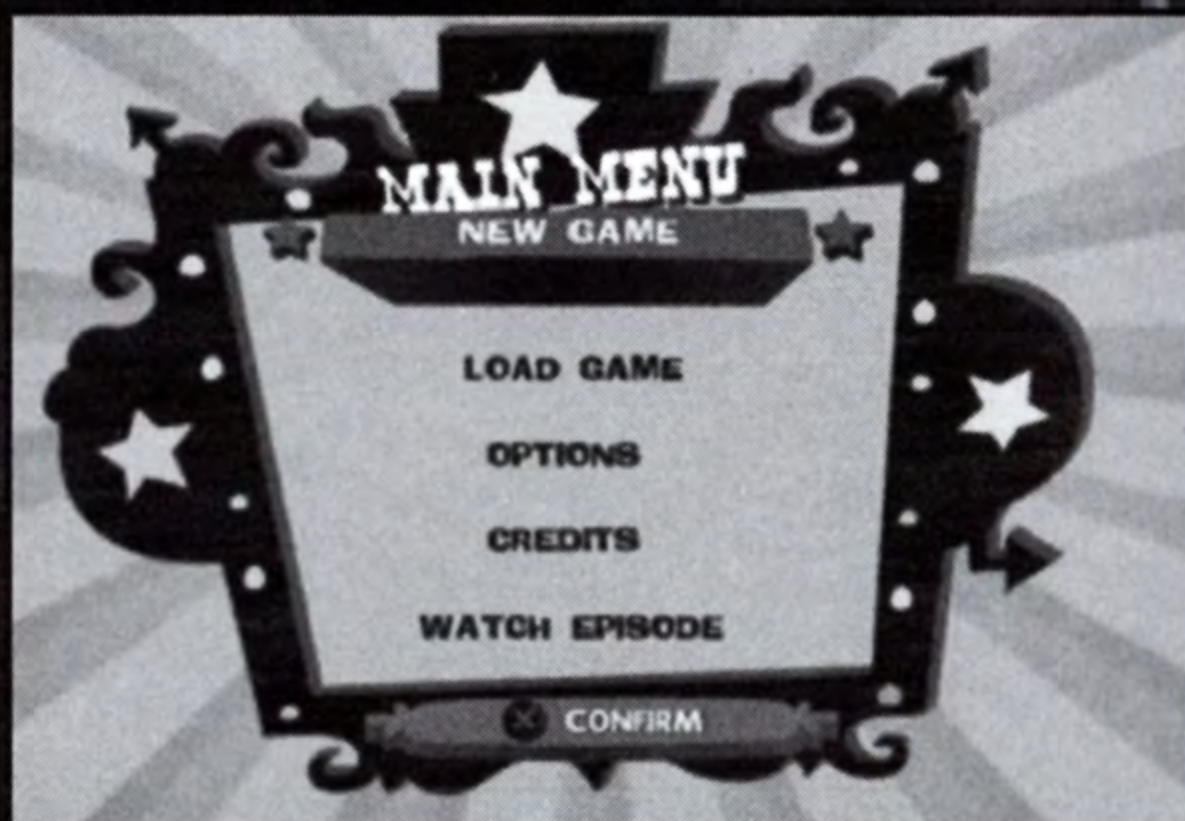 MAIN MENU
NEW GAME
LOAD GAME
OPTIONS
CREDITS
WATCH EPISODE
CONFIRM